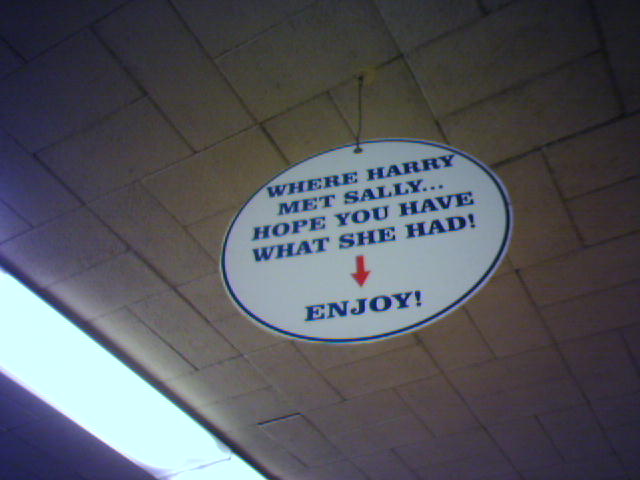 WHERE HARRY
MET SALLY...
HOPE YOU HAVE
WHAT SHE HAD!
ENJOY!